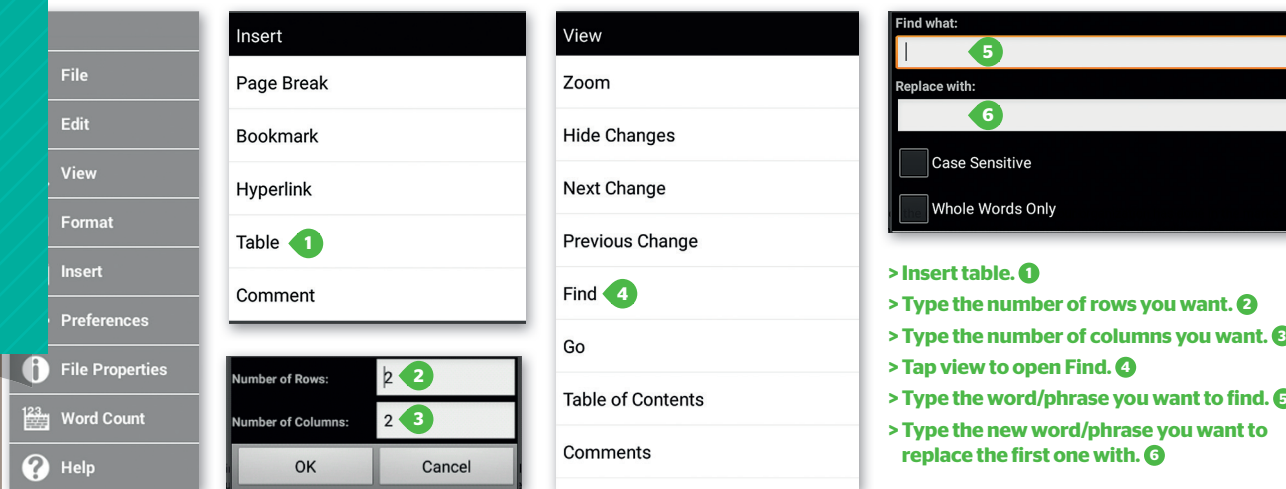 File
Edit
View
Format
Insert
Preferences
File Properties
123
Word Count
Help
Insert
Page Break
Bookmark
Hyperlink
Table 1
Comment
Number of Rows: 2 2
Number of Columns: 2 3
OK Cancel
View
Zoom
Hide Changes
Next Change
Previous Change
Find 4
Go
Table of Contents
Comments
Find what:
5
Replace with:
6
Case Sensitive
Whole Words Only
> Insert table. 1
> Type the number of rows you want. 2
> Type the number of columns you want. 3
> Tap view to open Find. 4
> Type the word/phrase you want to find. 5
> Type the new word/phrase you want to
replace the first one with. 6